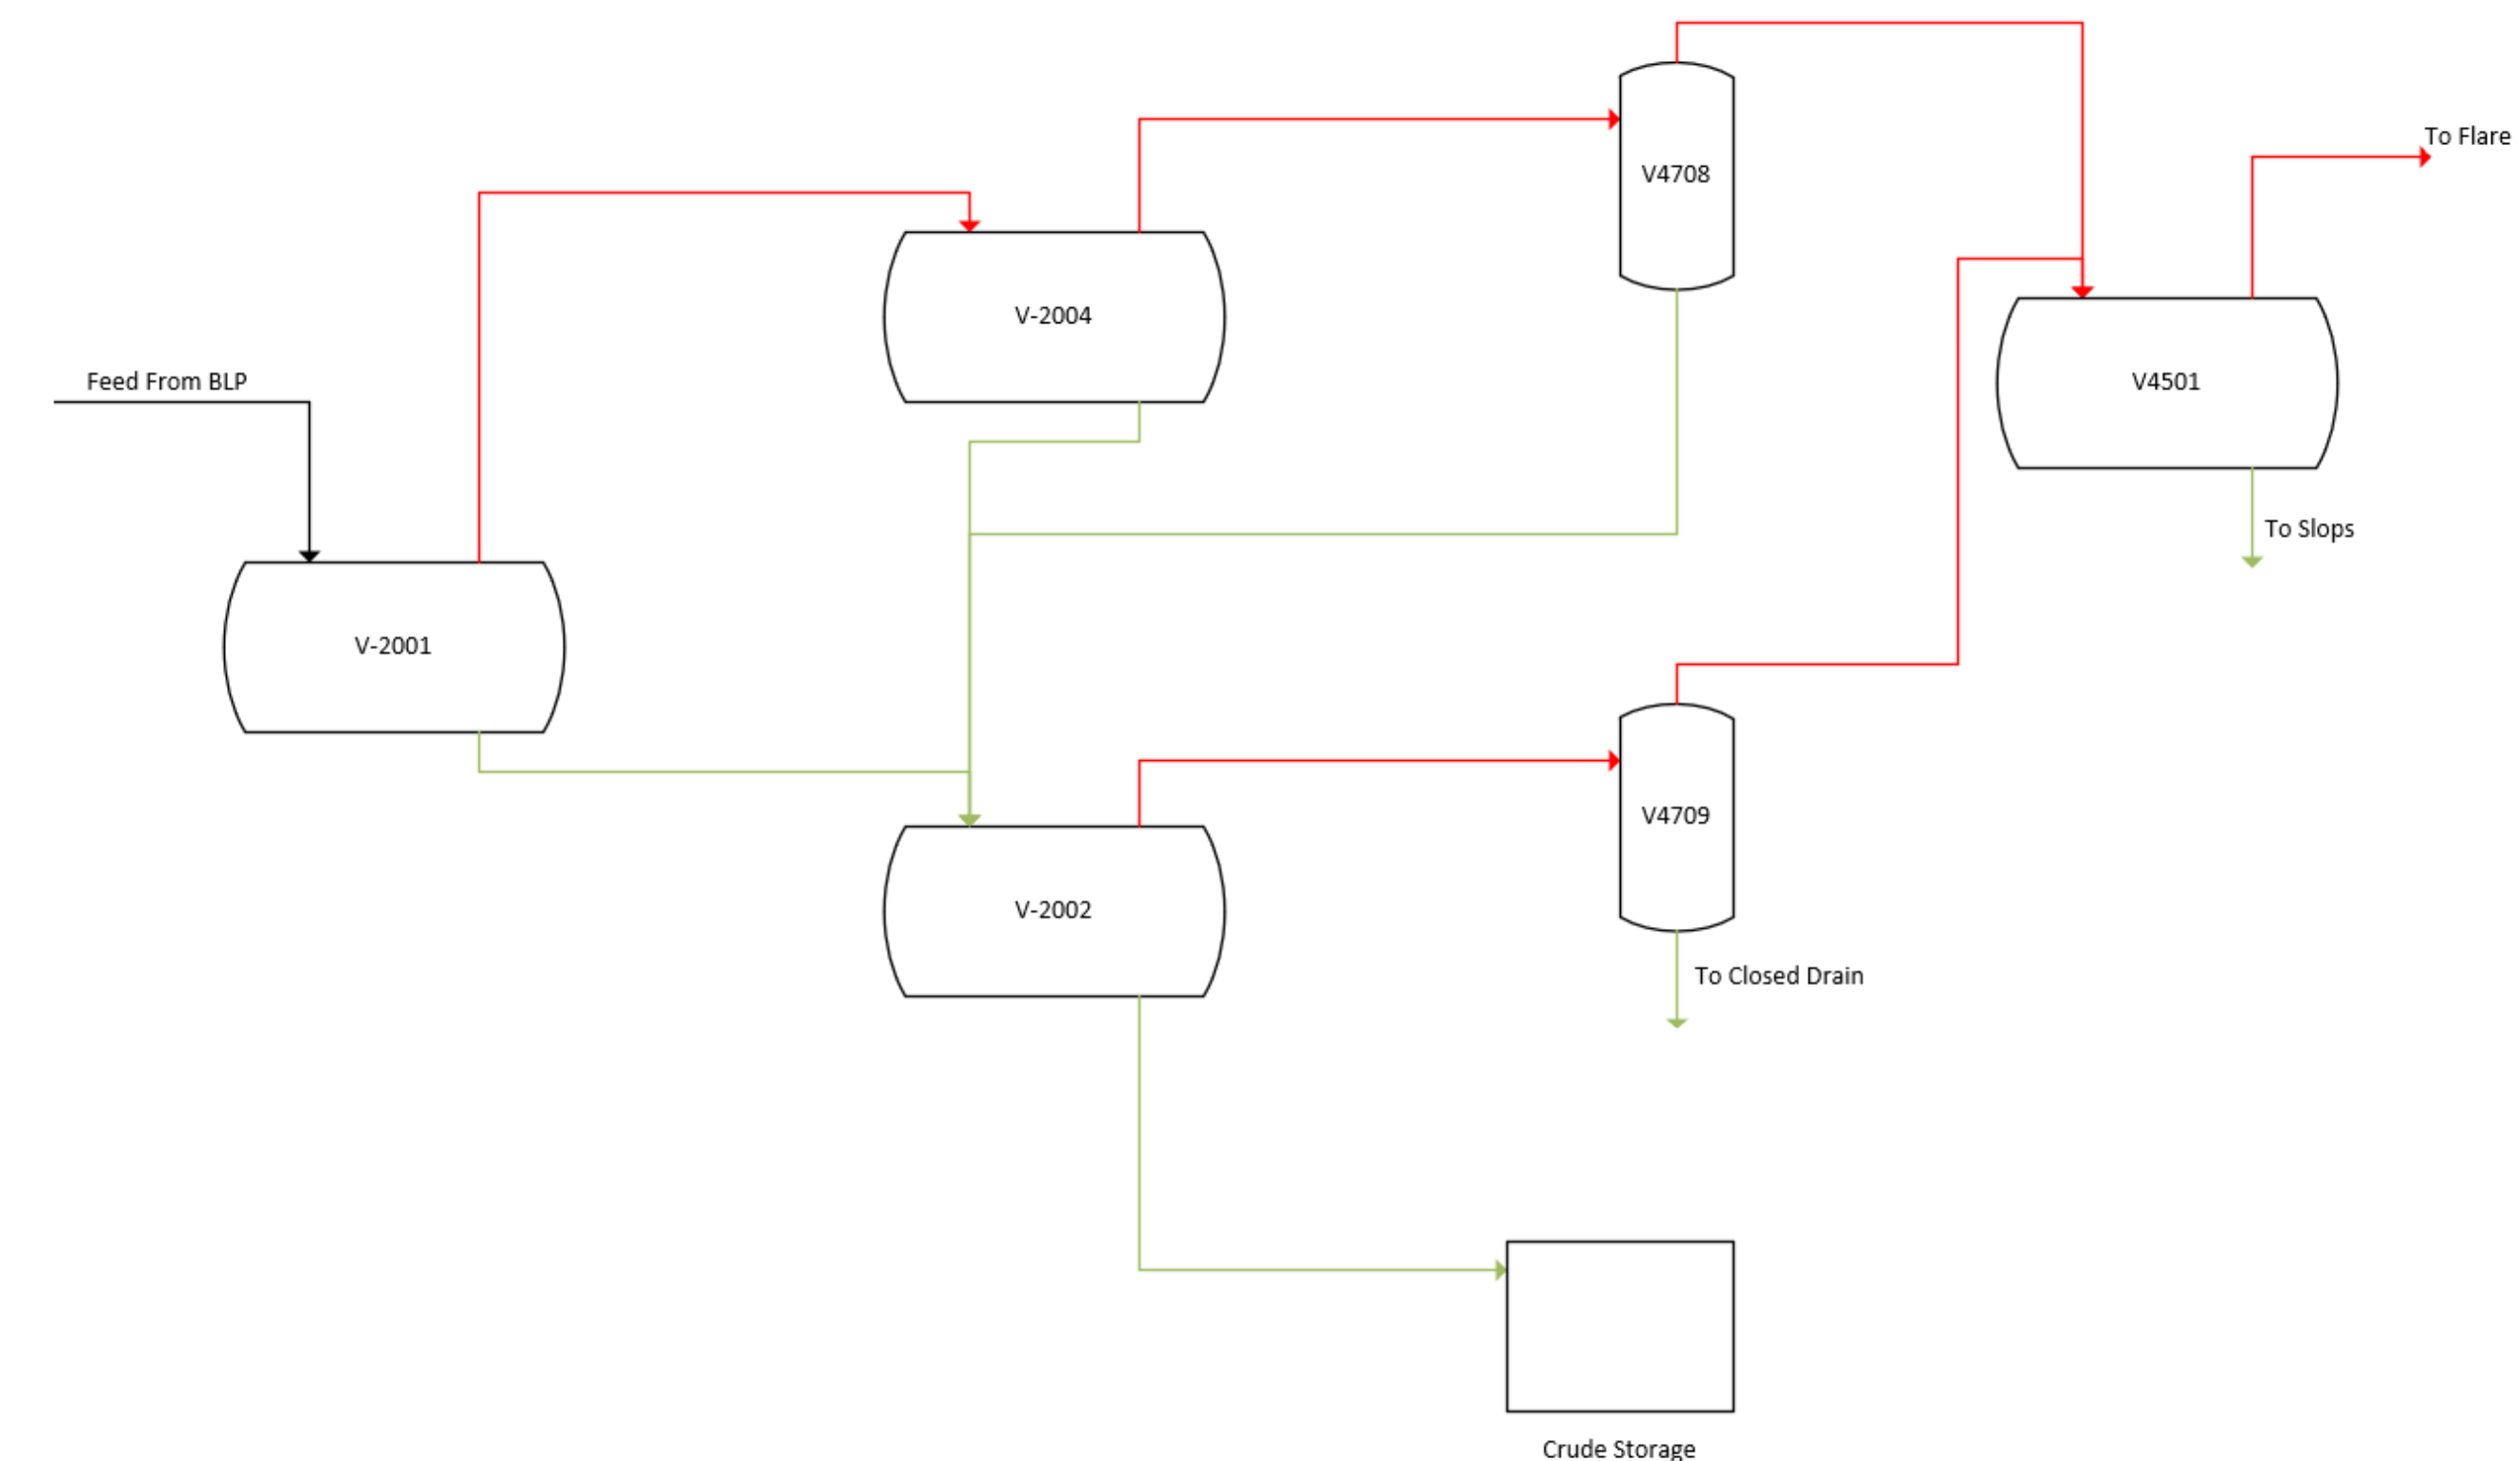 To Flare
V4708
V-2004
Feed From BLP
V4501
To Slops
V-2001
V4709
V-2002
To Closed Drain
Crude Storage